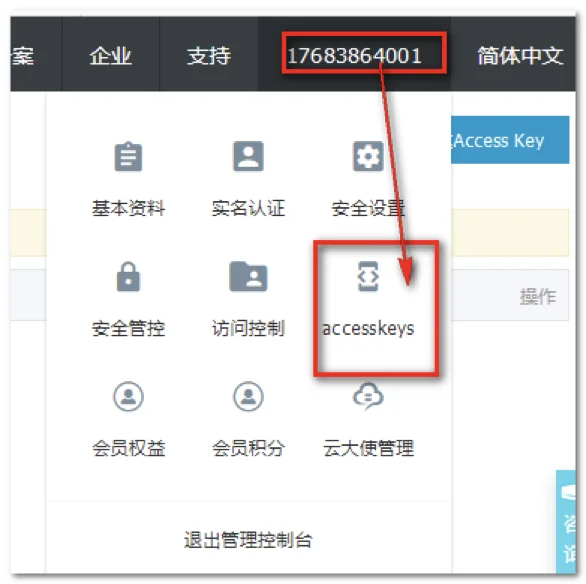 案 企业 支持 17683864001 简体中文
Access Key
基本资料 实名认证 安全设置
操作
安全管控 访问控制 accesskeys
会员权益 会员积分 云大使管理
咨
询
退出管理控制台